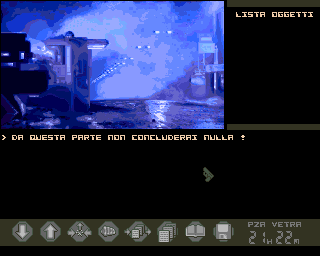 LISTA OGGETTI
> DA QUESTA PARTE NON CONCLUDERAI NULLA !
PZA VETRA
21H22M